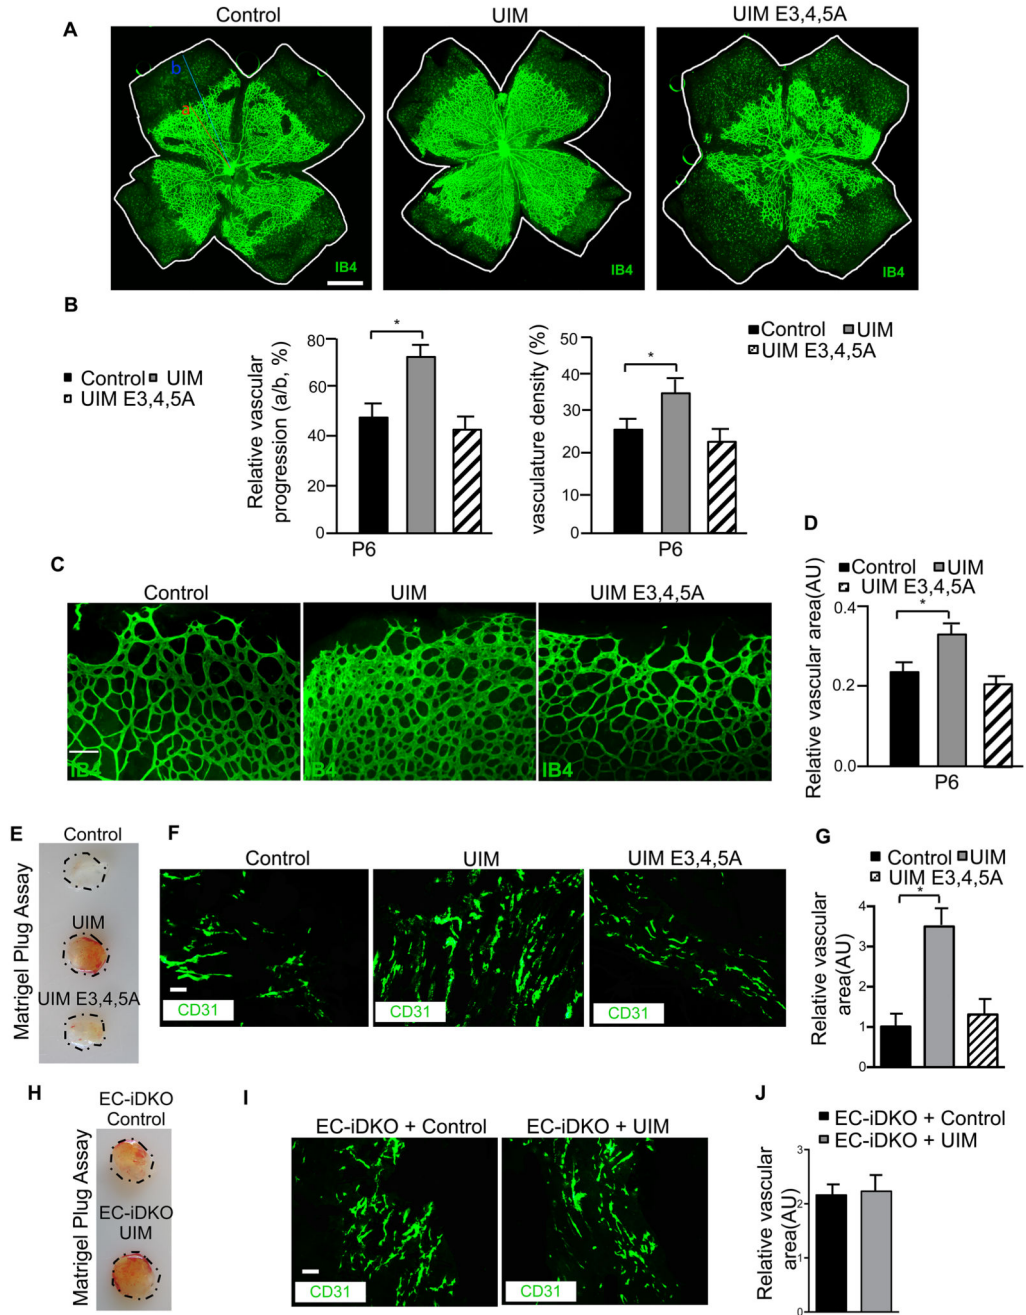 A
Control
UIM
UIM E3,4,5A
b
a
IB4
IB4
IB4
B
Control UIM
UIM E3,4,5A
Relative vascular
progression (a/b, %)
80
60
40
20
0
*
P6
vasculature density (%)
50
40
30
20
10
0
*
P6
Control UIM
UIM E3,4,5A
C
Control
UIM
UIM E3,4,5A
IB4
IB4
IB4
D
Control UIM
UIM E3,4,5A
Relative vascular area(AU)
0.4
0.2
0.0
*
P6
E
Control
UIM
UIM E3,4,5A
Matrigel Plug Assay
F
Control
UIM
UIM E3,4,5A
CD31
CD31
CD31
G
Control UIM
UIM E3,4,5A
Relative vascular
area(AU)
4
3
2
1
0
*
H
EC-iDKO
Control
EC-iDKO
UIM
Matrigel Plug Assay
I
EC-iDKO + Control
EC-iDKO + UIM
CD31
CD31
J
EC-iDKO + Control
EC-iDKO + UIM
Relative vascular
area(AU)
3
2
1
0